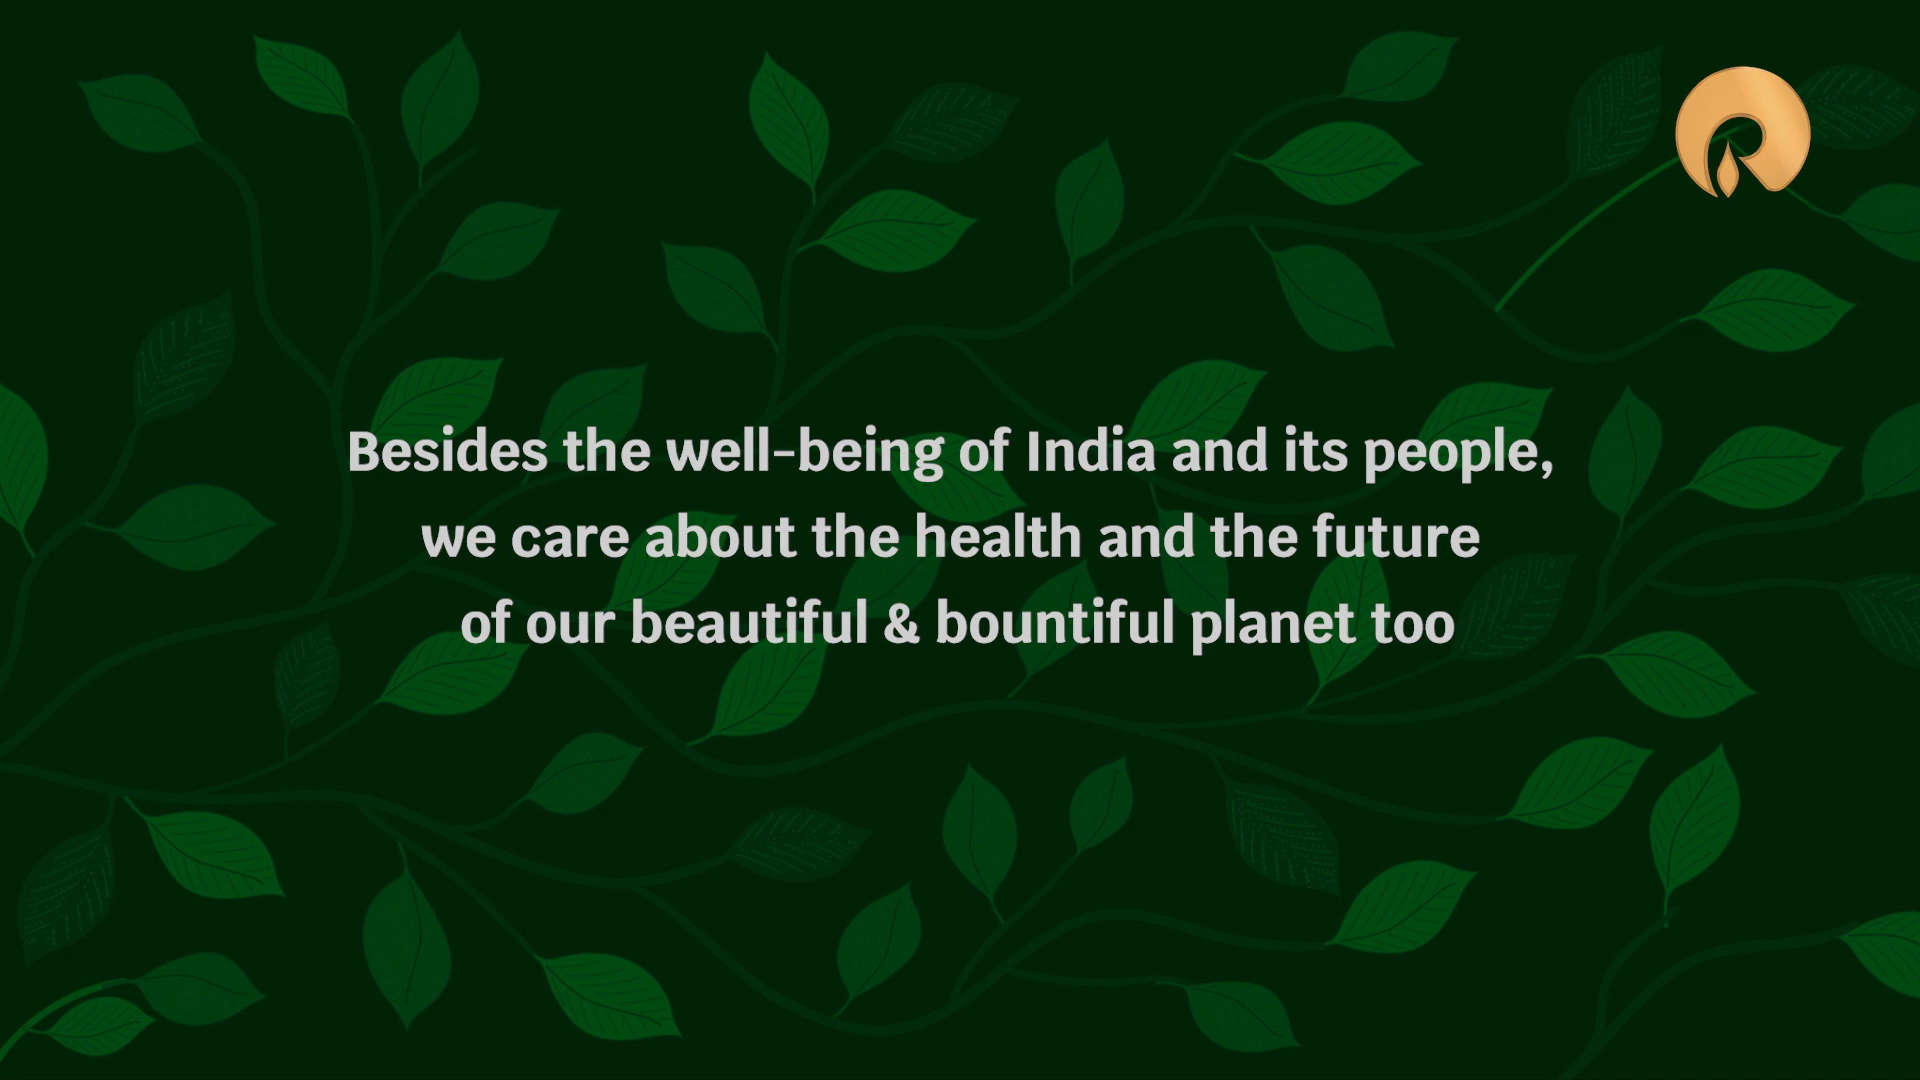 Besides the well-being of India and its people,
we care about the health and the future
of our beautiful & bountiful planet too